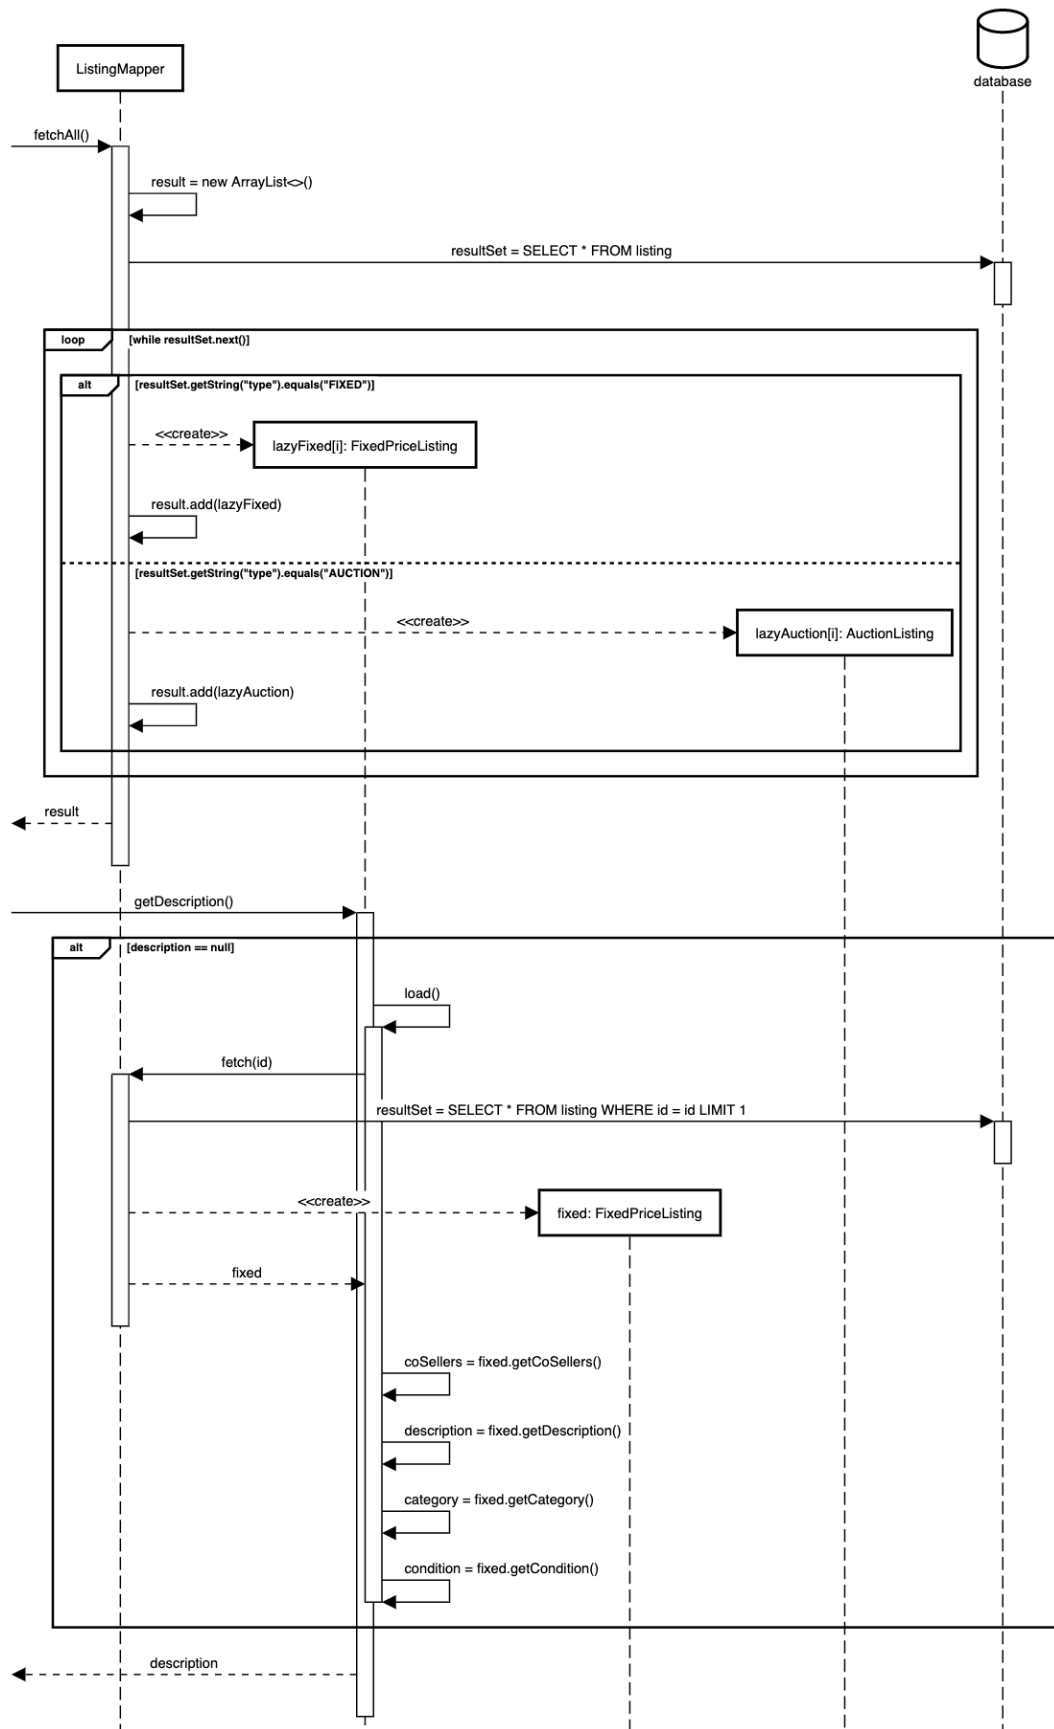 ListingMapper
database
fetchAll()
result = new ArrayList<>()
resultSet = SELECT * FROM listing
loop
[while resultSet.next()]
alt
[resultSet.getString("type").equals("FIXED")]
<<create>>
lazyFixed[i]: FixedPriceListing
result.add(lazyFixed)
[resultSet.getString("type").equals("AUCTION")]
<<create>>
lazyAuction[i]: AuctionListing
result.add(lazyAuction)
result
getDescription()
alt
[description == null]
load()
fetch(id)
resultSet = SELECT * FROM listing WHERE id = id LIMIT 1
<<create>>
fixed: FixedPriceListing
fixed
coSellers = fixed.getCoSellers()
description = fixed.getDescription()
category = fixed.getCategory()
condition = fixed.getCondition()
description